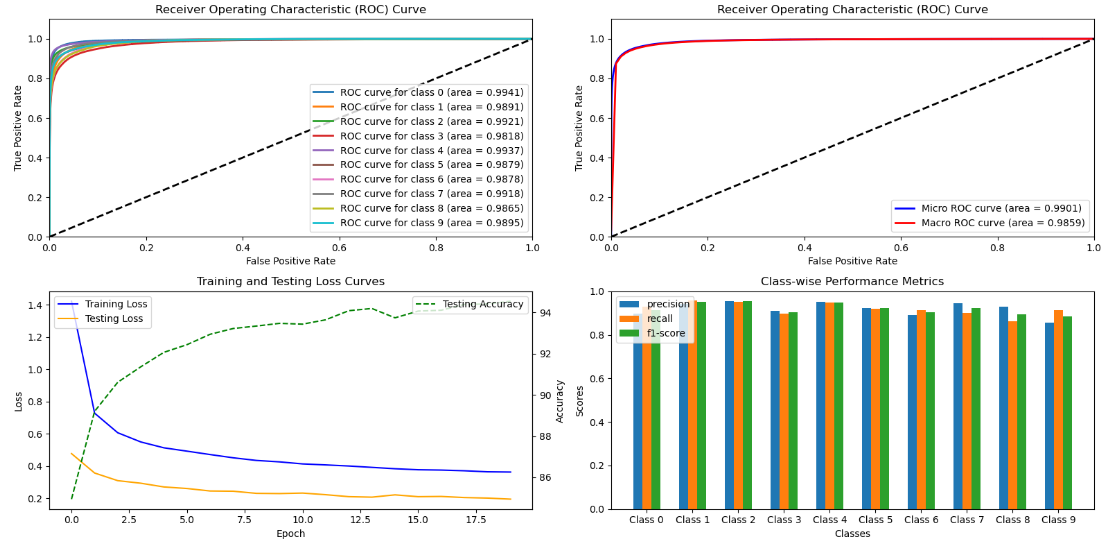 Receiver Operating Characteristic (ROC) Curve
True Positive Rate
1.0
0.8
0.6
0.4
0.2
0.0
ROC curve for class 0 (area = 0.9941)
ROC curve for class 1 (area = 0.9891)
ROC curve for class 2 (area = 0.9921)
ROC curve for class 3 (area = 0.9818)
ROC curve for class 4 (area = 0.9937)
ROC curve for class 5 (area = 0.9879)
ROC curve for class 6 (area = 0.9878)
ROC curve for class 7 (area = 0.9918)
ROC curve for class 8 (area = 0.9865)
ROC curve for class 9 (area = 0.9895)
0.0 0.2 0.4 0.6 0.8 1.0
False Positive Rate
Receiver Operating Characteristic (ROC) Curve
True Positive Rate
1.0
0.8
0.6
0.4
0.2
0.0
Micro ROC curve (area = 0.9901)
Macro ROC curve (area = 0.9859)
0.0 0.2 0.4 0.6 0.8 1.0
False Positive Rate
Training and Testing Loss Curves
Loss
1.4
1.2
1.0
0.8
0.6
0.4
0.2
Training Loss
Testing Loss
Testing Accuracy
94
92
90
88
86
Accuracy
0.0 2.5 5.0 7.5 10.0 12.5 15.0 17.5
Epoch
Class-wise Performance Metrics
Scores
1.0
0.8
0.6
0.4
0.2
0.0
precision
recall
f1-score
Class 0 Class 1 Class 2 Class 3 Class 4 Class 5 Class 6 Class 7 Class 8 Class 9
Classes